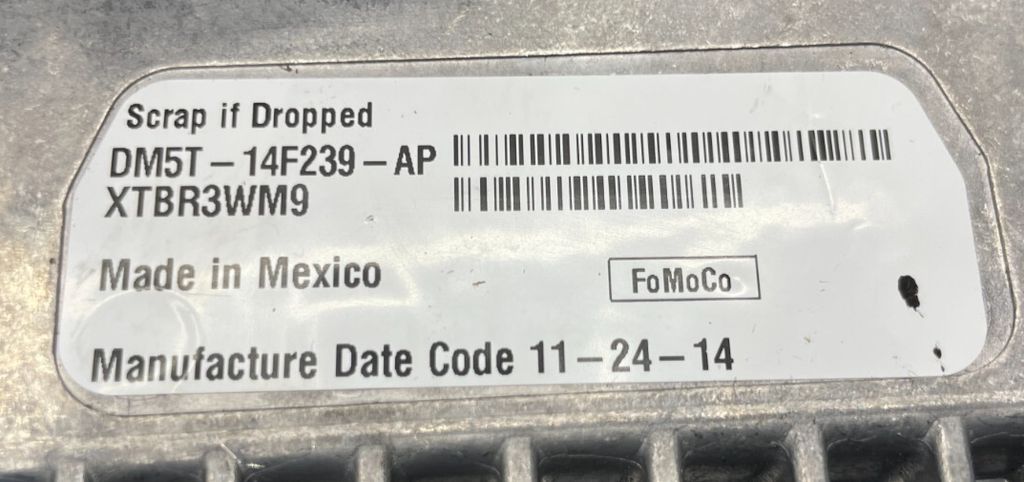 Scrap if Dropped
DM5T-14F239-AP
XTBR3WM9
Made in Mexico
FoMoCo
Manufacture Date Code 11-24-14